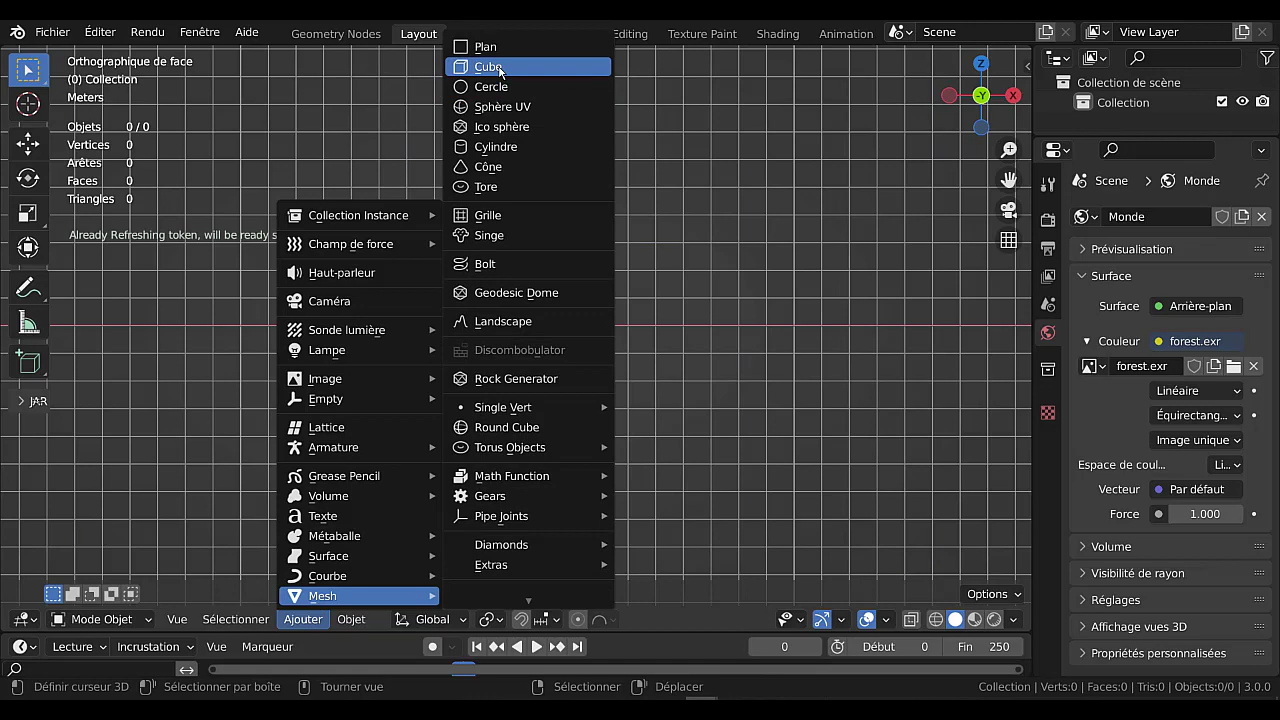 Fichier Éditer Rendu Fenêtre Aide
Geometry Nodes Layout Editing Texture Paint Shading Animation
Scene
View Layer
Orthographique de face
(0) Collection
Meters
Objets 0 / 0
Vertices 0
Arêtes 0
Faces 0
Triangles 0
Already Refreshing token, will be ready s
JAR
Plan
Cube
Cercle
Sphère UV
Ico sphère
Cylindre
Cône
Tore
Grille
Singe
Bolt
Geodesic Dome
Landscape
Discombobulator
Rock Generator
Single Vert
Round Cube
Torus Objects
Math Function
Gears
Pipe Joints
Diamonds
Extras
Collection Instance
Champ de force
Haut-parleur
Caméra
Sonde lumière
Lampe
Image
Empty
Lattice
Armature
Grease Pencil
Volume
Texte
Métaballe
Surface
Courbe
Mesh
Z
-Y
X
Options
Mode Objet Vue Sélectionner Ajouter Objet Global
Lecture Incrustation Vue Marqueur
0 Début 0 Fin 250
Définir curseur 3D Sélectionner par boîte Tourner vue Sélectionner Déplacer
Collection | Verts:0 | Faces:0 | Tris:0 | Objects:0/0 | 3.0.0
Collection de scène
Collection
Scene > Monde
Monde
Prévisualisation
Surface
Surface Arrière-plan
Couleur forest.exr
forest.exr
Linéaire
Équirectang...
Image unique
Espace de coul... Li...
Vecteur Par défaut
Force 1.000
Volume
Visibilité de rayon
Réglages
Affichage vues 3D
Propriétés personnalisées